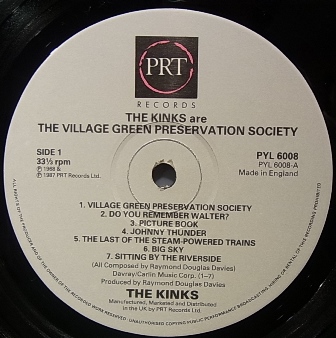 PRT
RECORDS
THE KINKS are
THE VILLAGE GREEN PRESERVATION SOCIETY
SIDE 1
33⅓ rpm
℗ 1968 &
© 1987 PRT Records Ltd.
PYL 6008
PYL 6008-A
Made in England
1. VILLAGE GREEN PRESERVATION SOCIETY
2. DO YOU REMEMBER WALTER?
3. PICTURE BOOK
4. JOHNNY THUNDER
5. THE LAST OF THE STEAM-POWERED TRAINS
6. BIG SKY
7. SITTING BY THE RIVERSIDE
(All Composed by Raymond Douglas Davies)
Davray/Carlin Music Corp. (1–7)
Produced by Raymond Douglas Davies
THE KINKS
Manufactured, Marketed and Distributed
in the UK by PRT Records Ltd.